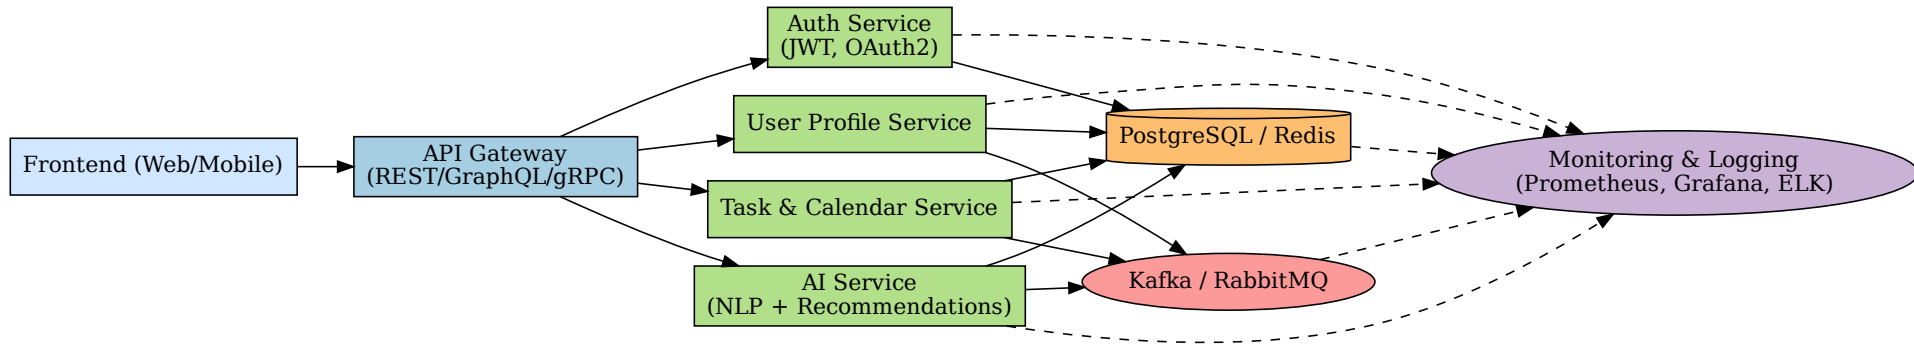 Frontend (Web/Mobile)
API Gateway
(REST/GraphQL/gRPC)
Auth Service
(JWT, OAuth2)
User Profile Service
Task & Calendar Service
AI Service
(NLP + Recommendations)
PostgreSQL / Redis
Kafka / RabbitMQ
Monitoring & Logging
(Prometheus, Grafana, ELK)